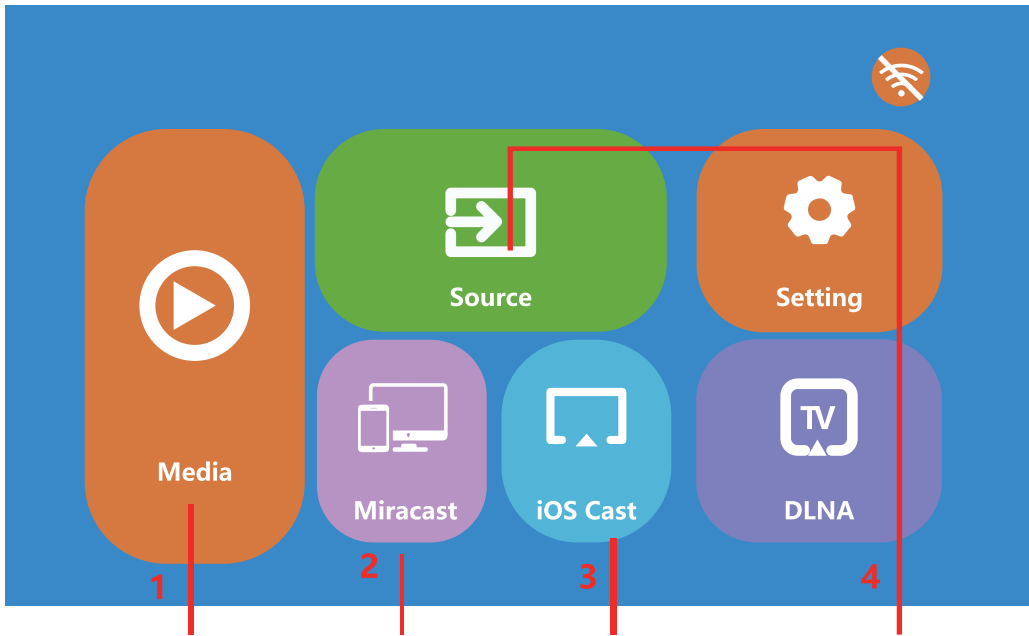 Source
Setting
Media
TV
Miracast
iOS Cast
DLNA
1
2
3
4